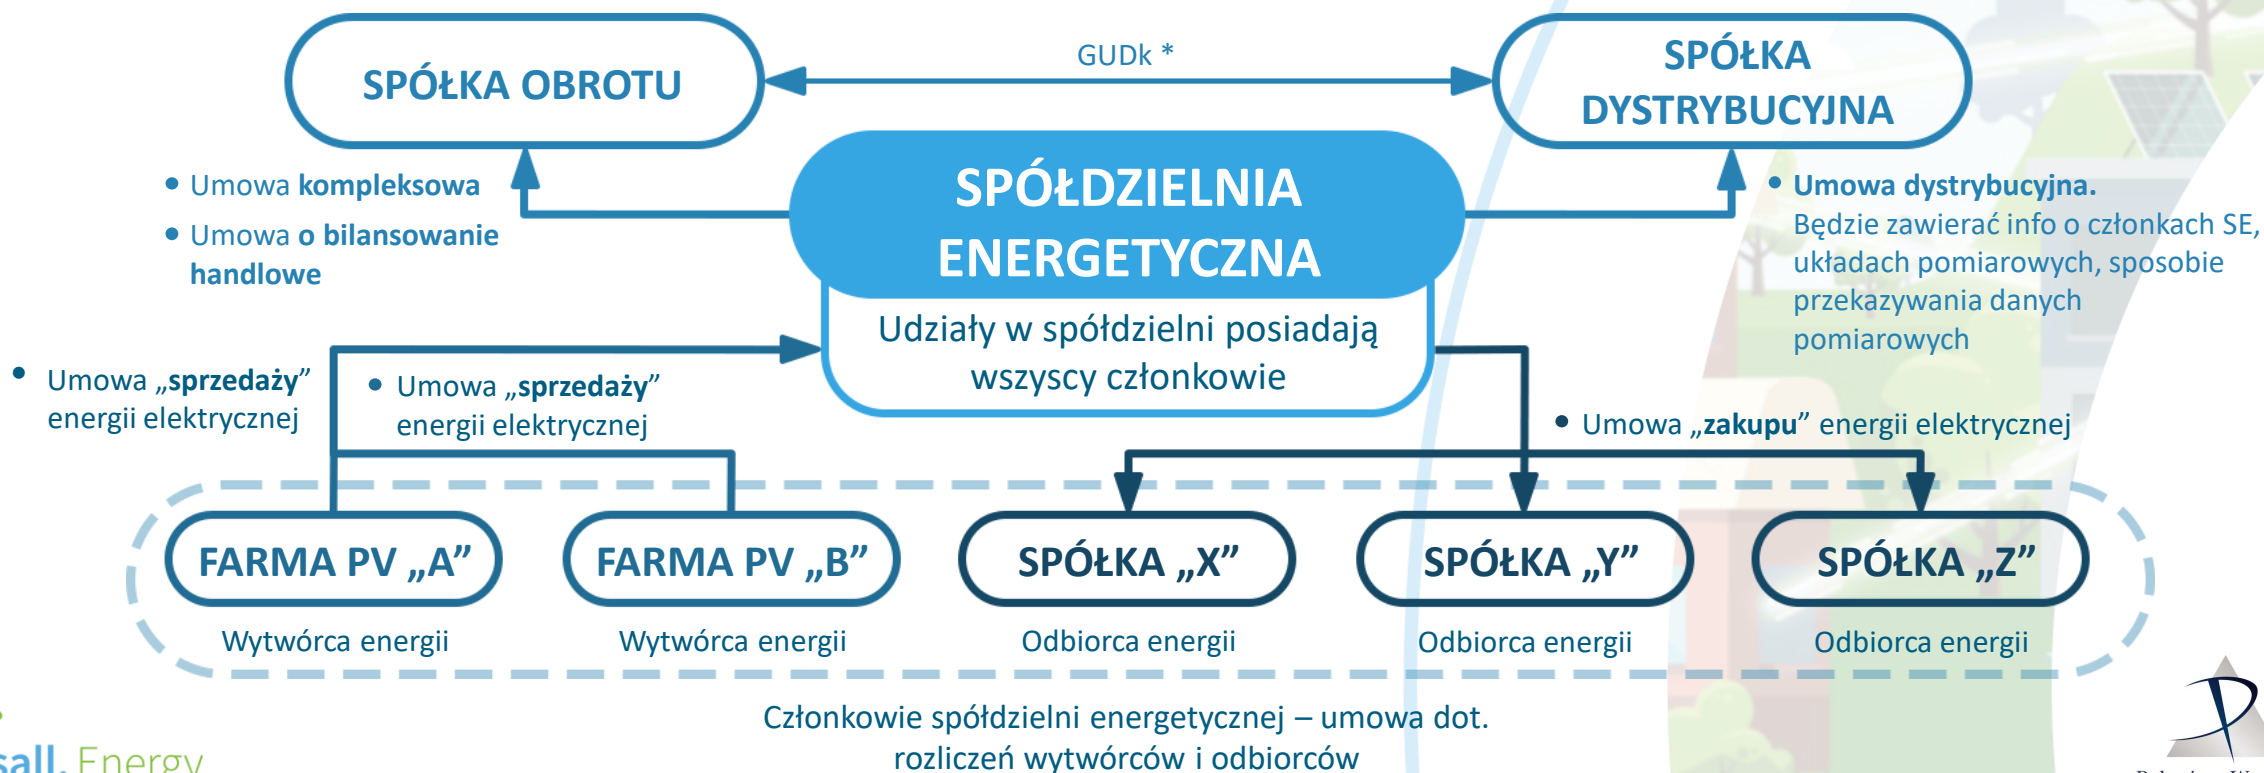 SPÓŁKA OBROTU
GUDk *
SPÓŁKA
DYSTRYBUCYJNA
• Umowa kompleksowa
• Umowa o bilansowanie
handlowe
SPÓŁDZIELNIA
ENERGETYCZNA
Udziały w spółdzielni posiadają
wszyscy członkowie
• Umowa dystrybucyjna.
Będzie zawierać info o członkach SE,
układach pomiarowych, sposobie
przekazywania danych
pomiarowych
• Umowa „sprzedaży”
energii elektrycznej
• Umowa „sprzedaży”
energii elektrycznej
• Umowa „zakupu” energii elektrycznej
FARMA PV „A”
FARMA PV „B”
SPÓŁKA „X”
SPÓŁKA „Y”
SPÓŁKA „Z”
Wytwórca energii
Wytwórca energii
Odbiorca energii
Odbiorca energii
Odbiorca energii
Członkowie spółdzielni energetycznej – umowa dot.
rozliczeń wytwórców i odbiorców
Energy